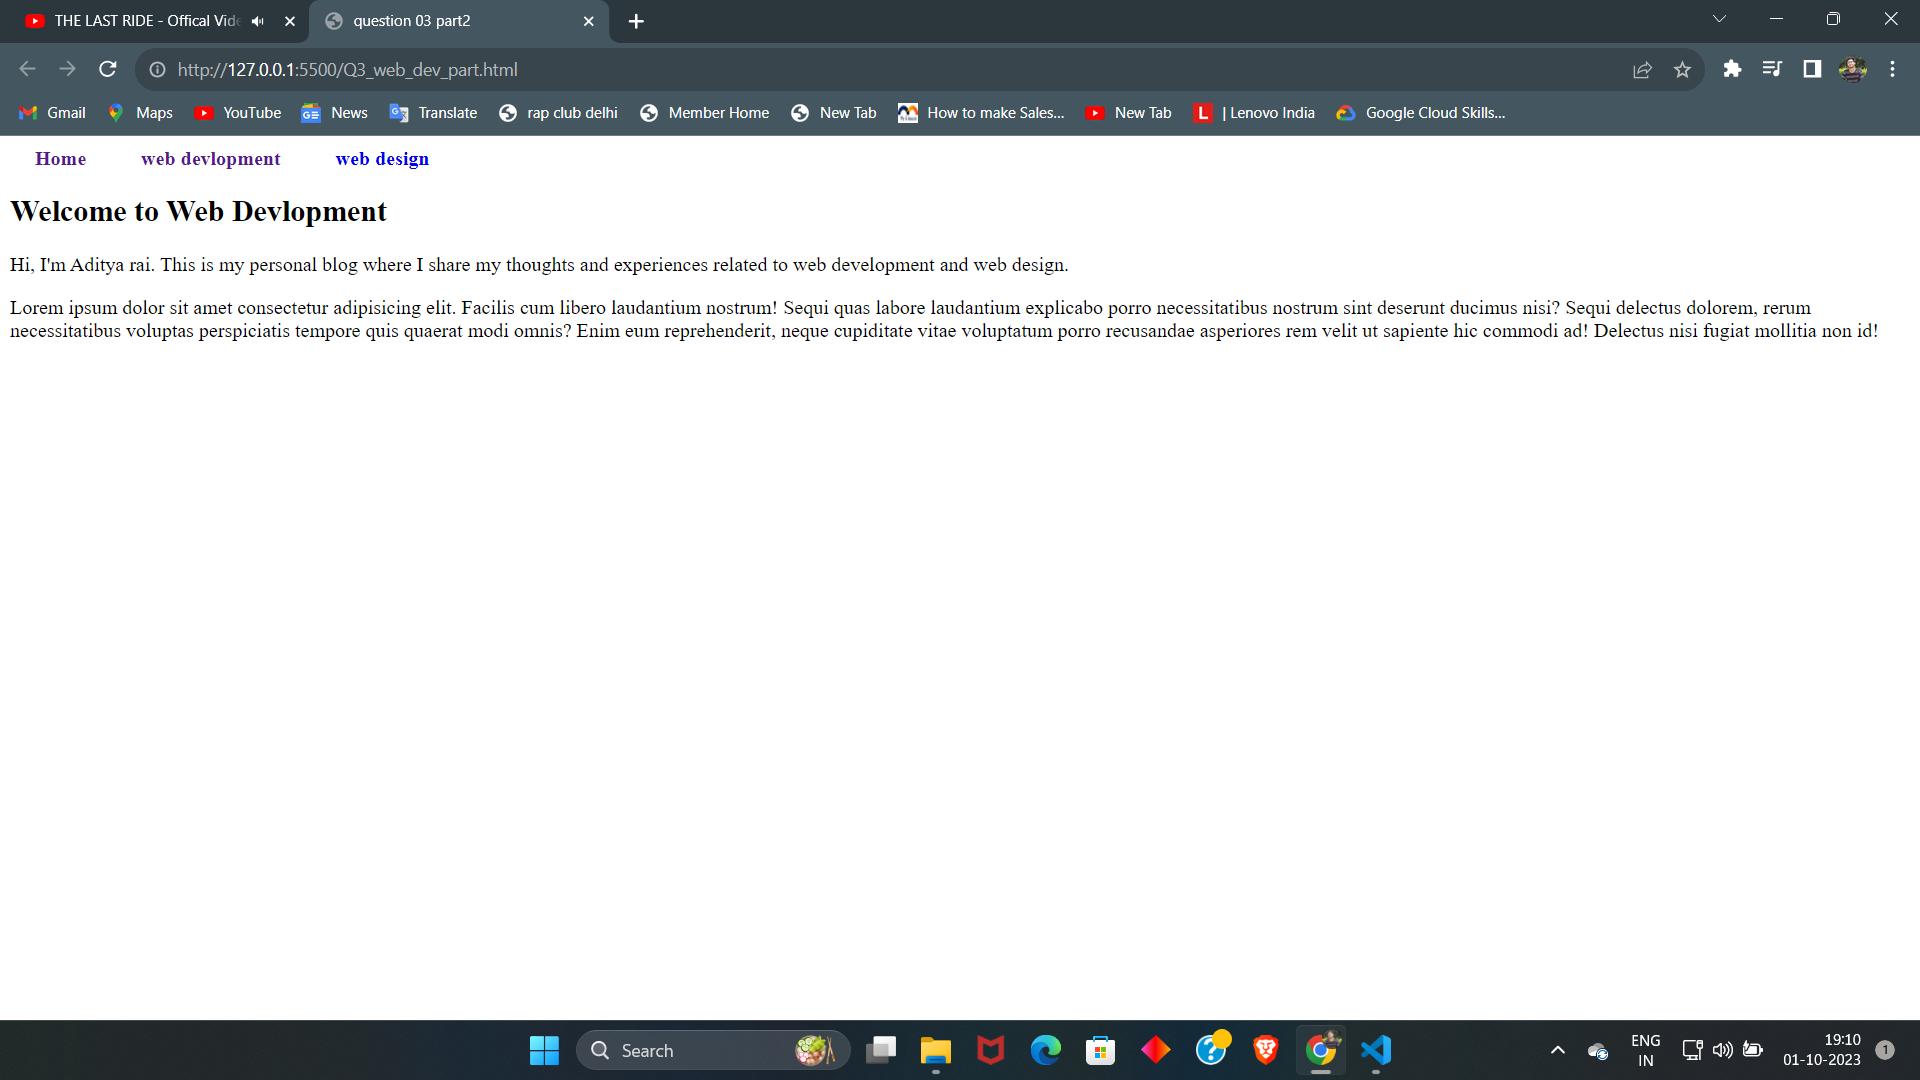 THE LAST RIDE - Offical Vide
question 03 part2
http://127.0.0.1:5500/Q3_web_dev_part.html
Gmail Maps YouTube News Translate rap club delhi Member Home New Tab How to make Sales... New Tab | Lenovo India Google Cloud Skills...
Home web devlopment web design
Welcome to Web Devlopment
Hi, I'm Aditya rai. This is my personal blog where I share my thoughts and experiences related to web development and web design.
Lorem ipsum dolor sit amet consectetur adipisicing elit. Facilis cum libero laudantium nostrum! Sequi quas labore laudantium explicabo porro necessitatibus nostrum sint deserunt ducimus nisi? Sequi delectus dolorem, rerum
necessitatibus voluptas perspiciatis tempore quis quaerat modi omnis? Enim eum reprehenderit, neque cupiditate vitae voluptatum porro recusandae asperiores rem velit ut sapiente hic commodi ad! Delectus nisi fugiat mollitia non id!
Search
ENG
IN
19:10
01-10-2023
1